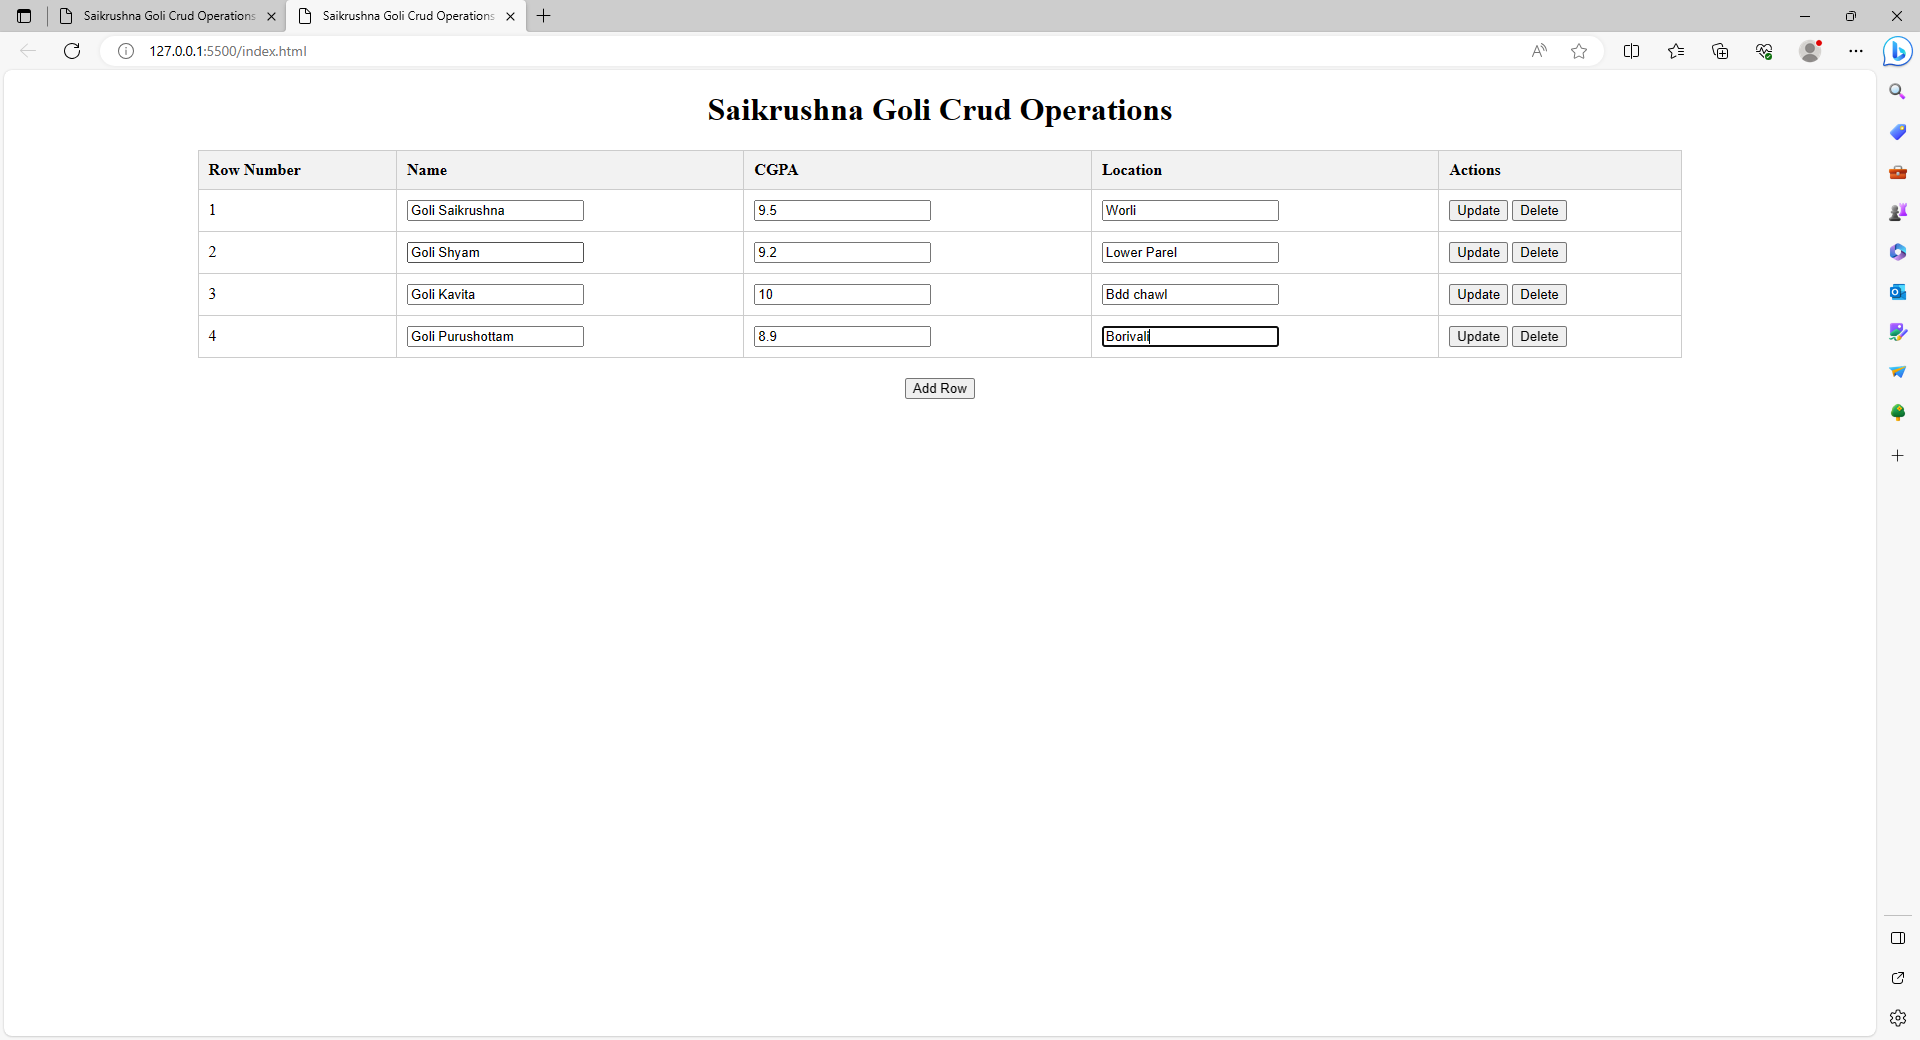 Saikrushna Goli Crud Operations Saikrushna Goli Crud Operations
127.0.0.1:5500/index.html
Saikrushna Goli Crud Operations
Row Number Name CGPA Location Actions
1 Goli Saikrushna 9.5 Worli Update Delete
2 Goli Shyam 9.2 Lower Parel Update Delete
3 Goli Kavita 10 Bdd chawl Update Delete
4 Goli Purushottam 8.9 Borivali Update Delete
Add Row